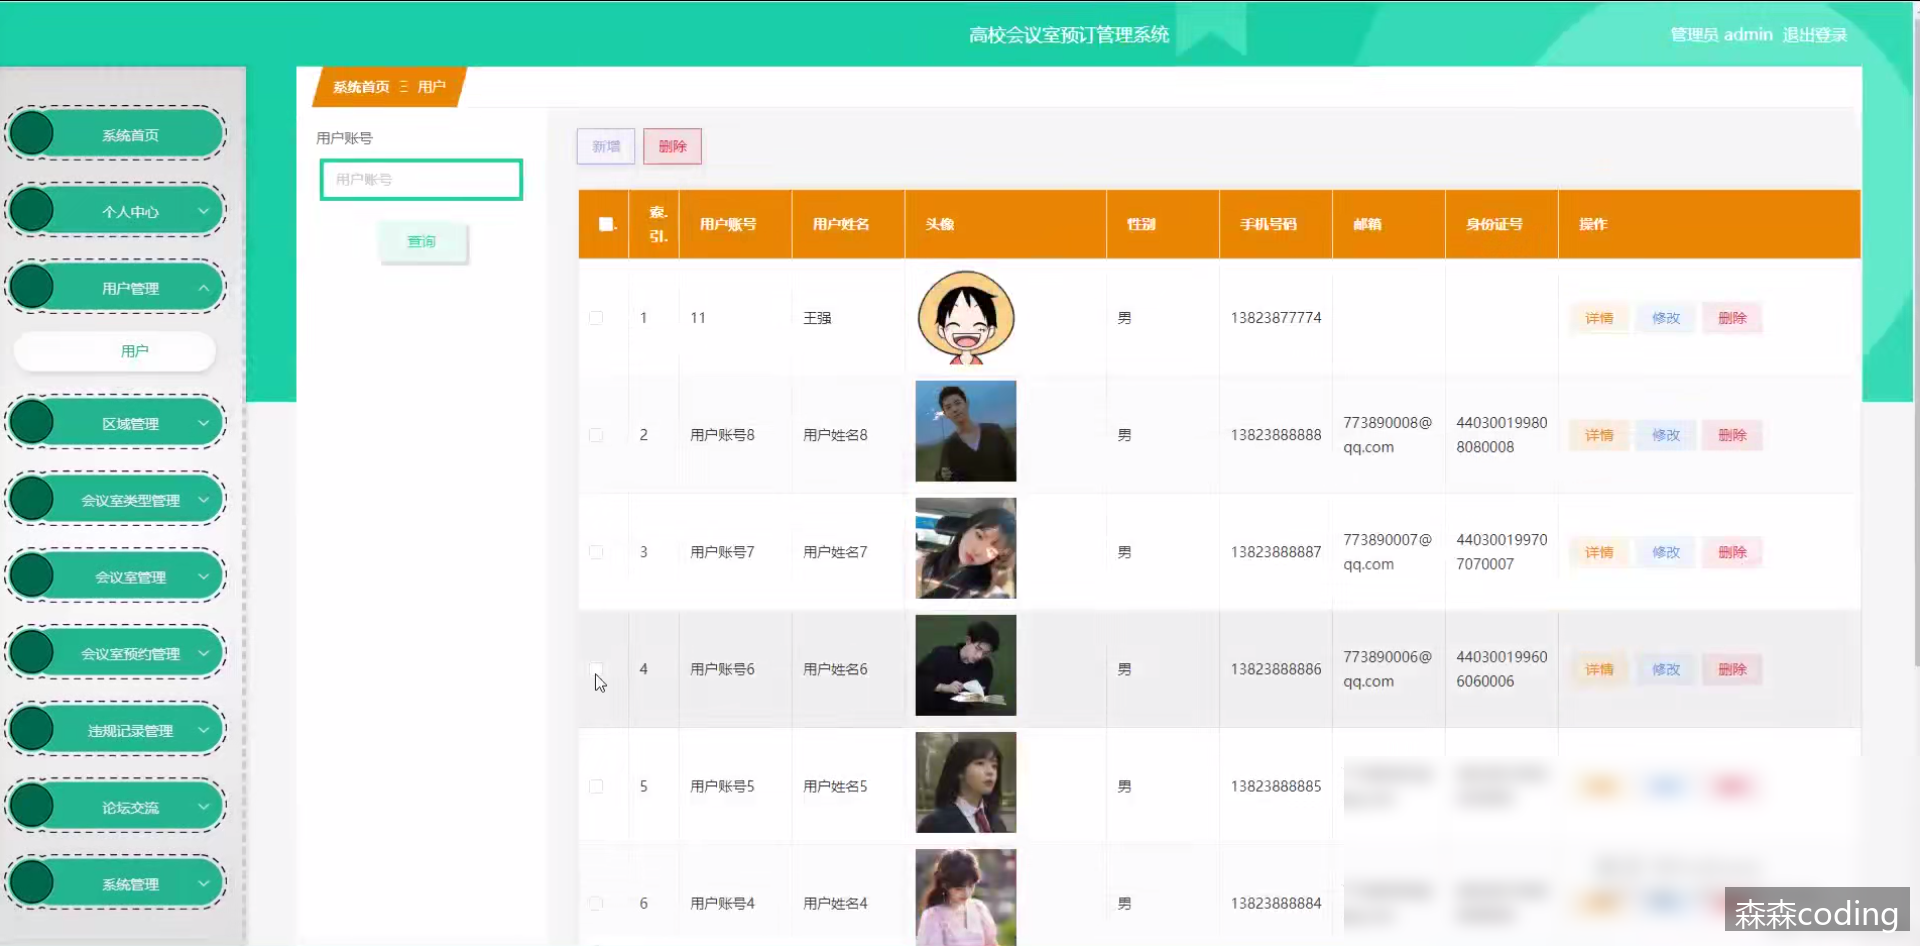 高校会议室预订管理系统
管理员 admin 退出登录
系统首页
个人中心
用户管理
用户
区域管理
会议室类型管理
会议室管理
会议室预约管理
违规记录管理
论坛交流
系统管理
系统首页 三 用户
用户账号
用户账号
查询
新增 删除
索. 引. 用户账号 用户姓名 头像 性别 手机号码 邮箱 身份证号 操作
1 11 王强 男 13823877774 详情 修改 删除
2 用户账号8 用户姓名8 男 13823888888 773890008@ 44030019980 详情 修改 删除
qq.com 8080008
3 用户账号7 用户姓名7 男 13823888887 773890007@ 44030019970 详情 修改 删除
qq.com 7070007
4 用户账号6 用户姓名6 男 13823888886 773890006@ 44030019960 详情 修改 删除
qq.com 6060006
5 用户账号5 用户姓名5 男 13823888885
6 用户账号4 用户姓名4 男 13823888884
森森coding